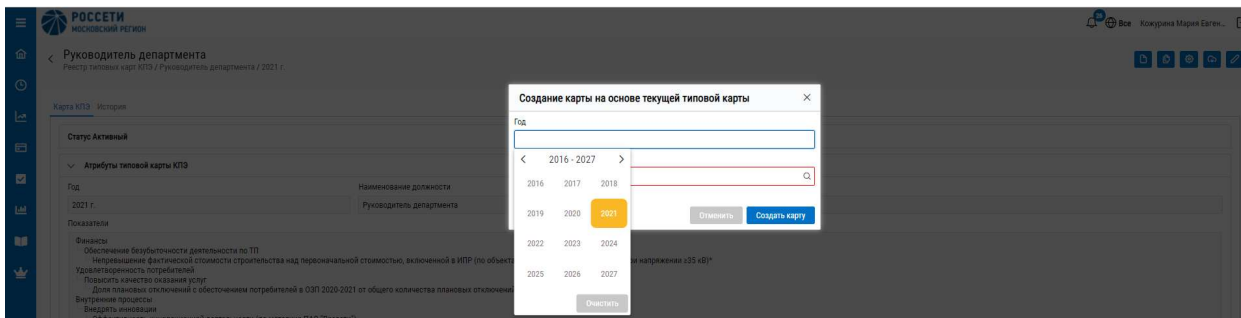 РОССЕТИ
МОСКОВСКИЙ РЕГИОН
Все Кожурина Мария Евген...
Руководитель департамента
Реестр типовых карт КПЭ / Руководитель департамента / 2021 г.
Карта КПЭ История
Статус Активный
Атрибуты типовой карты КПЭ
Год Наименование должности
2021 г. Руководитель департамента
Показатели
Финансы
Обеспечение безубыточности деятельности по ТП
Непревышение фактической стоимости строительства над первоначальной стоимостью, включенной в ИПР (по объект ри напряжении ≥35 кВ)*
Удовлетворенность потребителей
Повысить качество оказания услуг
Доля плановых отключений с обесточением потребителей в ОЗП 2020-2021 от общего количества плановых отключений
Внутренние процессы
Внедрять инновации
Создание карты на основе текущей типовой карты
Год
2016 - 2027
2016 2017 2018
2019 2020 2021
2022 2023 2024
2025 2026 2027
Очистить
Отменить Создать карту